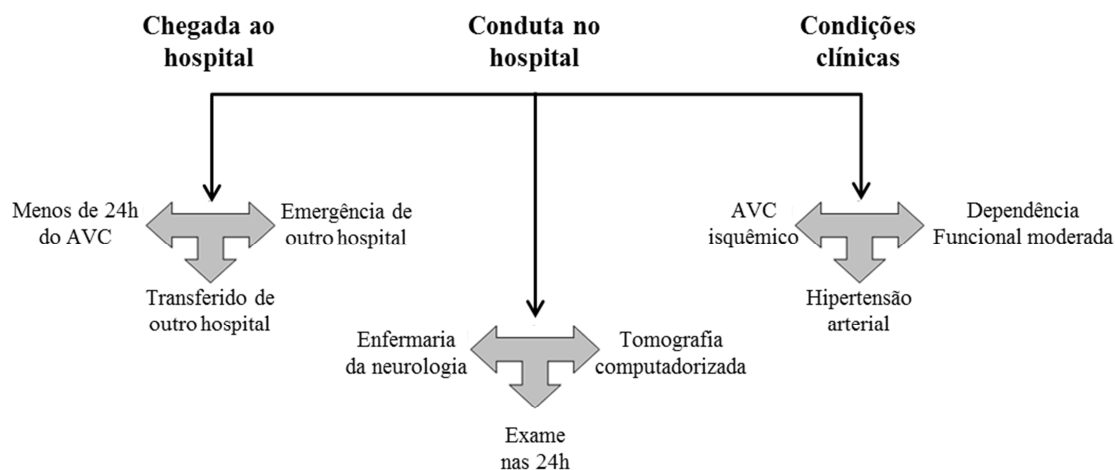 Chegada ao
hospital
Conduta no
hospital
Condições
clínicas
Menos de 24h
do AVC
Emergência de
outro hospital
Transferido de
outro hospital
Enfermaria
da neurologia
Tomografia
computadorizada
Exame
nas 24h
AVC
isquêmico
Dependência
Funcional moderada
Hipertensão
arterial